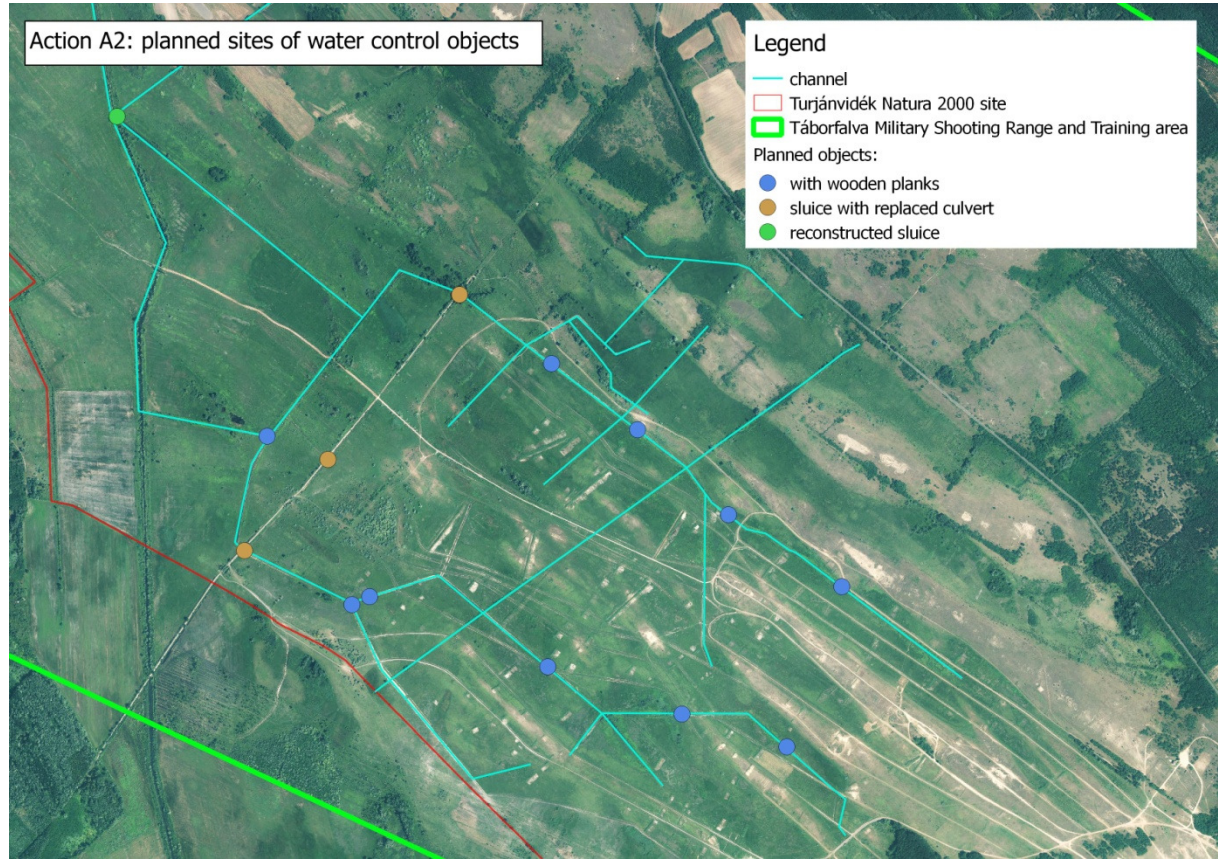 Action A2: planned sites of water control objects
Legend
channel
Turjánvidék Natura 2000 site
Táborfalva Military Shooting Range and Training area
Planned objects:
with wooden planks
sluice with replaced culvert
reconstructed sluice